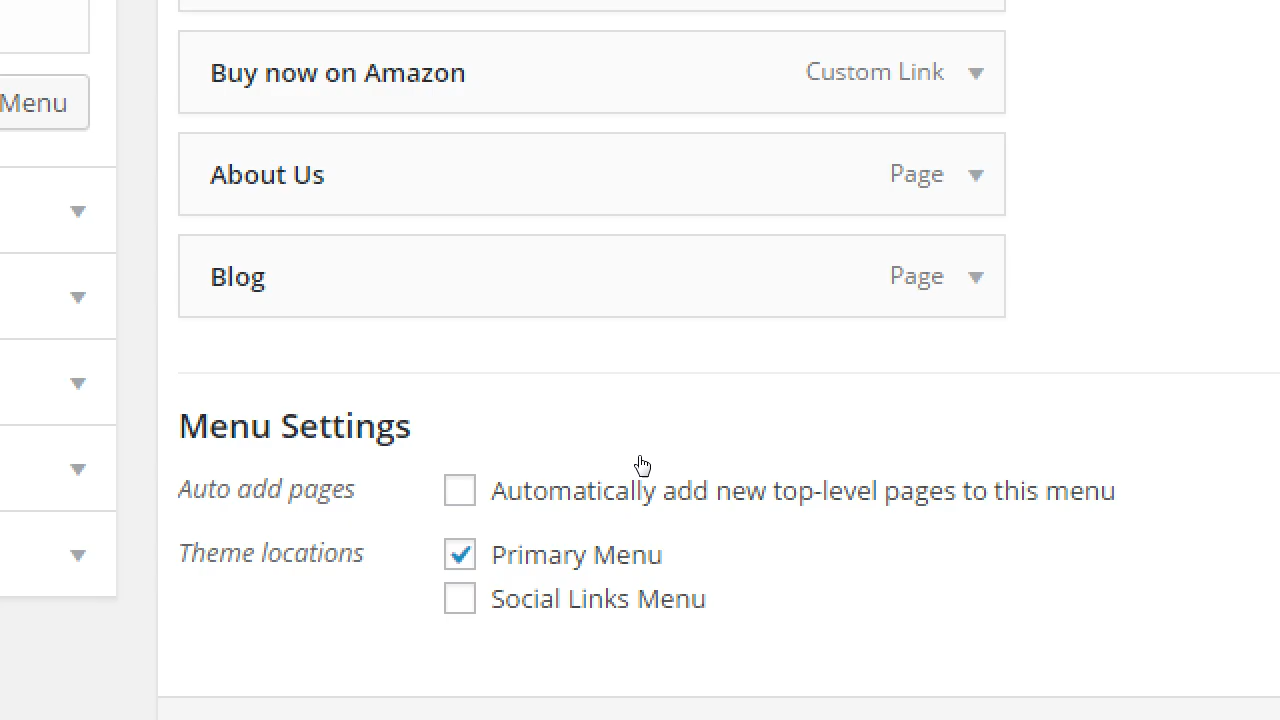 Buy now on Amazon Custom Link
Menu
About Us Page
Blog Page
Menu Settings
Auto add pages Automatically add new top-level pages to this menu
Theme locations Primary Menu
Social Links Menu